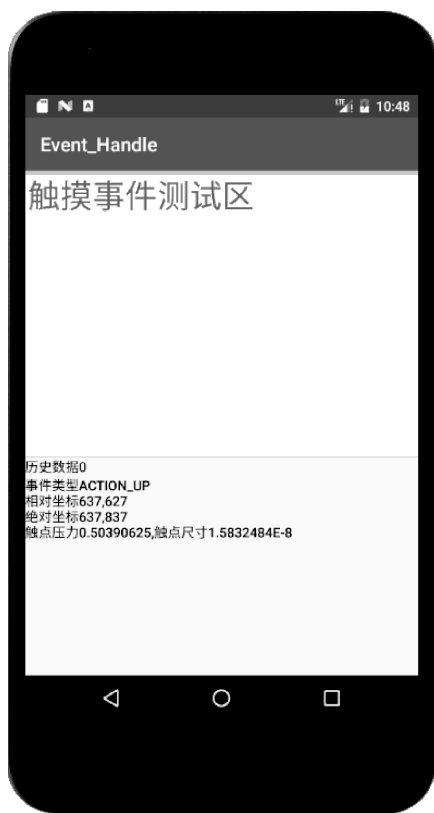 LTE 10:48
Event_Handle
触摸事件测试区
历史数据0
事件类型ACTION_UP
相对坐标637,627
绝对坐标637,837
触点压力0.50390625,触点尺寸1.5832484E-8